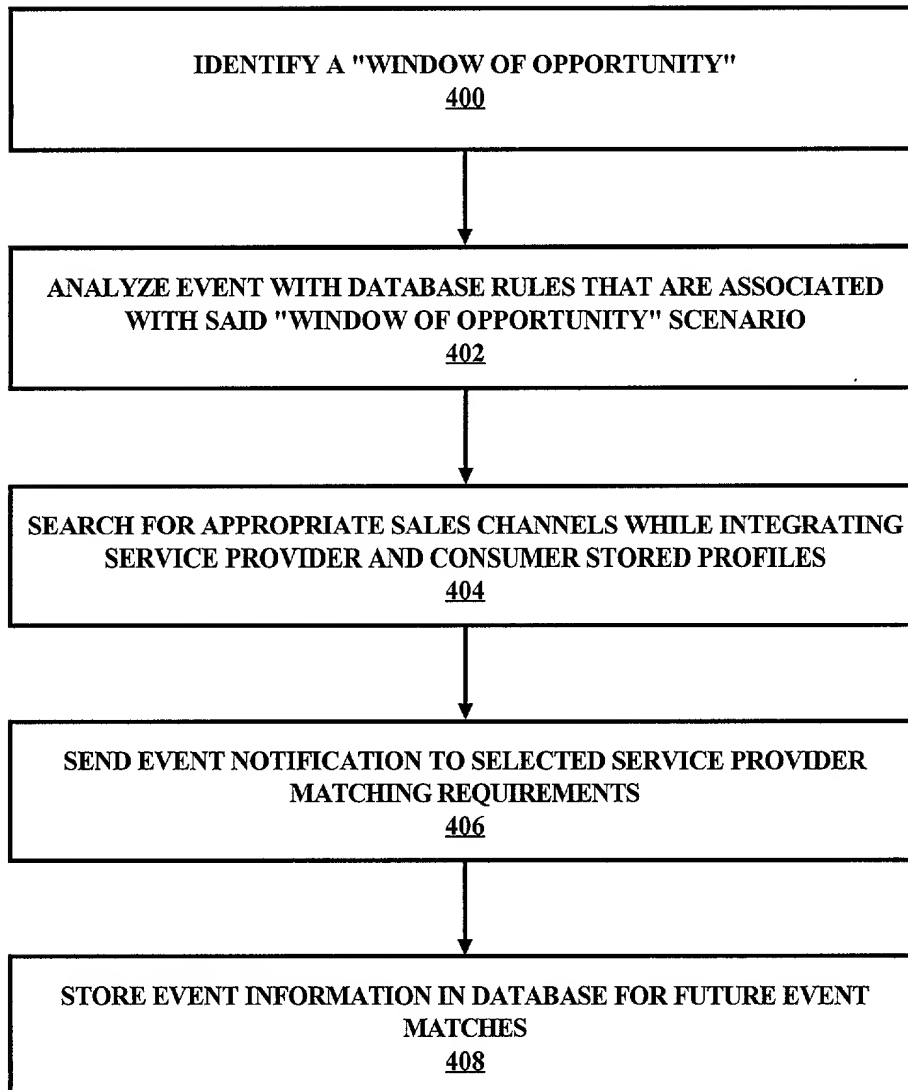 IDENTIFY A "WINDOW OF OPPORTUNITY"
400
ANALYZE EVENT WITH DATABASE RULES THAT ARE ASSOCIATED
WITH SAID "WINDOW OF OPPORTUNITY" SCENARIO
402
SEARCH FOR APPROPRIATE SALES CHANNELS WHILE INTEGRATING
SERVICE PROVIDER AND CONSUMER STORED PROFILES
404
SEND EVENT NOTIFICATION TO SELECTED SERVICE PROVIDER
MATCHING REQUIREMENTS
406
STORE EVENT INFORMATION IN DATABASE FOR FUTURE EVENT
MATCHES
408